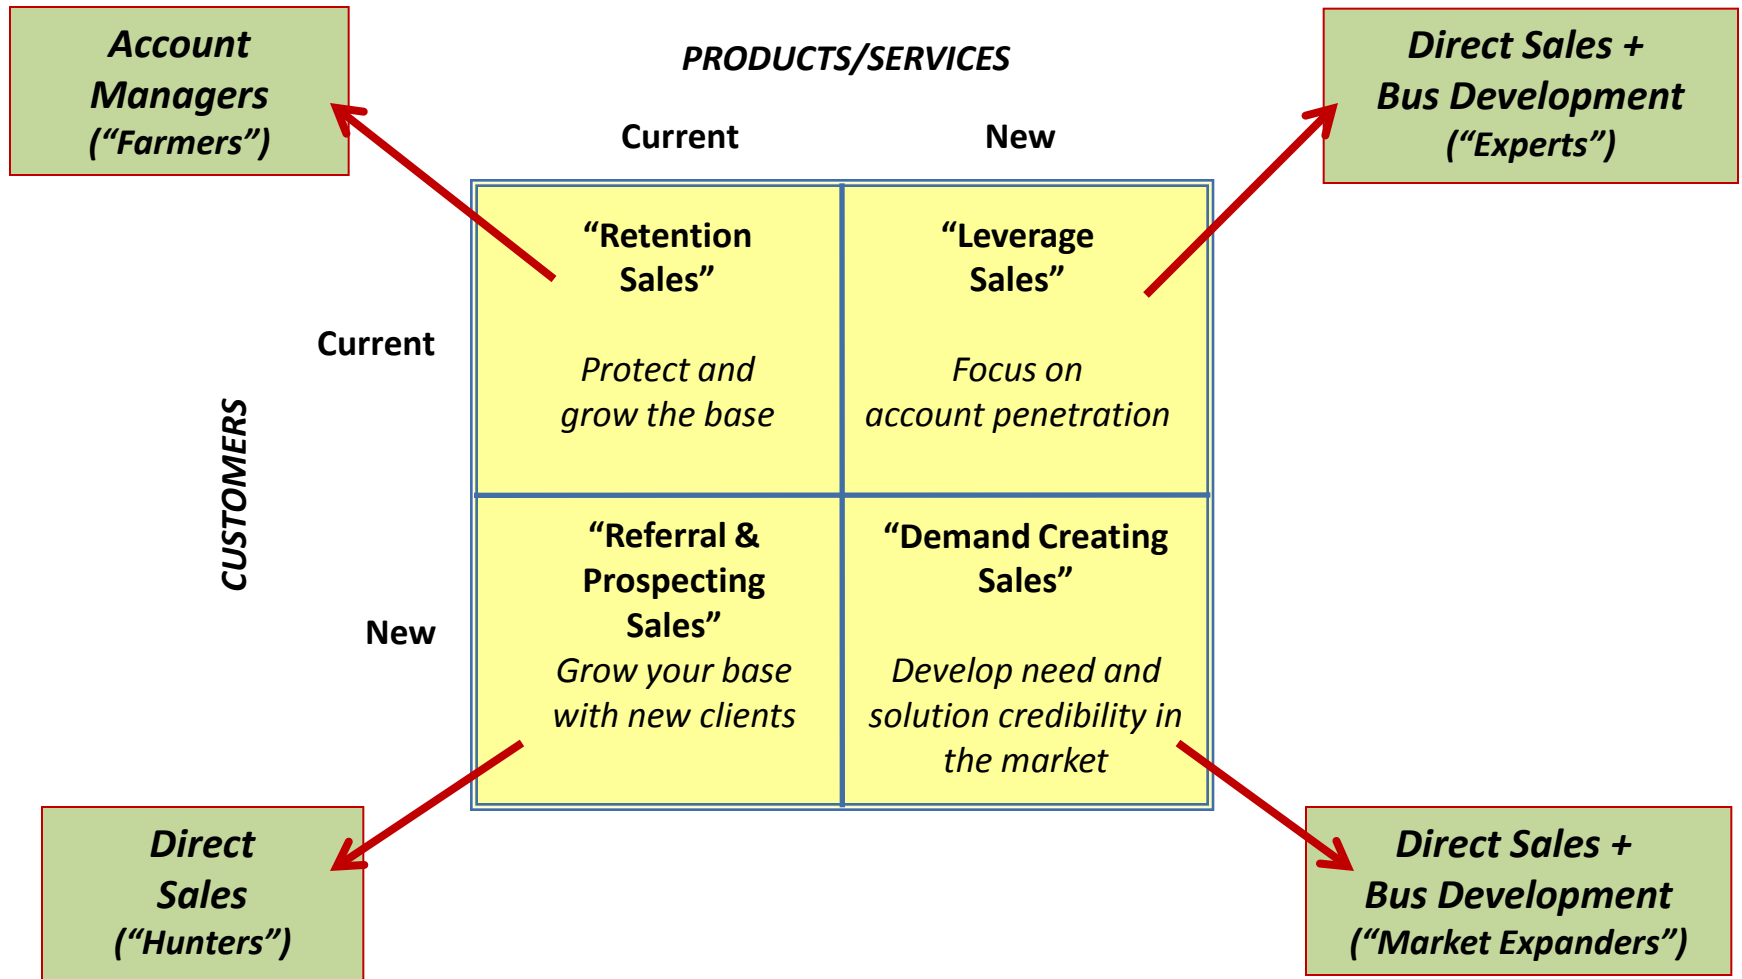 Account
Managers
(“Farmers”)
PRODUCTS/SERVICES
Direct Sales +
Bus Development
(“Experts”)
Current
New
CUSTOMERS
Current
“Retention
Sales”
Protect and
grow the base
“Leverage
Sales”
Focus on
account penetration
New
“Referral &
Prospecting
Sales”
Grow your base
with new clients
“Demand Creating
Sales”
Develop need and
solution credibility in
the market
Direct
Sales
(“Hunters”)
Direct Sales +
Bus Development
(“Market Expanders”)